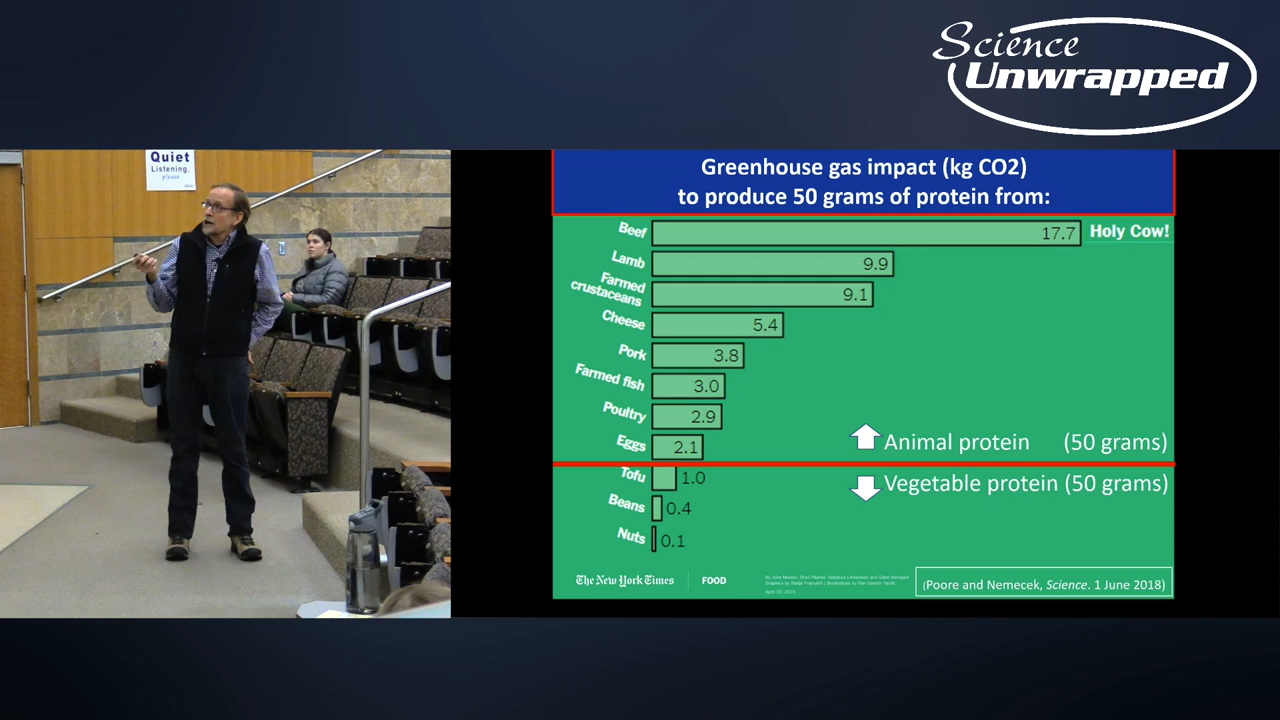 Science
Unwrapped
Quiet
Listening,
please
Greenhouse gas impact (kg CO2)
to produce 50 grams of protein from:
Beef 17.7 Holy Cow!
Lamb 9.9
Farmed
crustaceans 9.1
Cheese 5.4
Pork 3.8
Farmed fish 3.0
Poultry 2.9
Eggs 2.1
Animal protein (50 grams)
Tofu 1.0
Vegetable protein (50 grams)
Beans 0.4
Nuts 0.1
The New York Times FOOD
(Poore and Nemecek, Science. 1 June 2018)